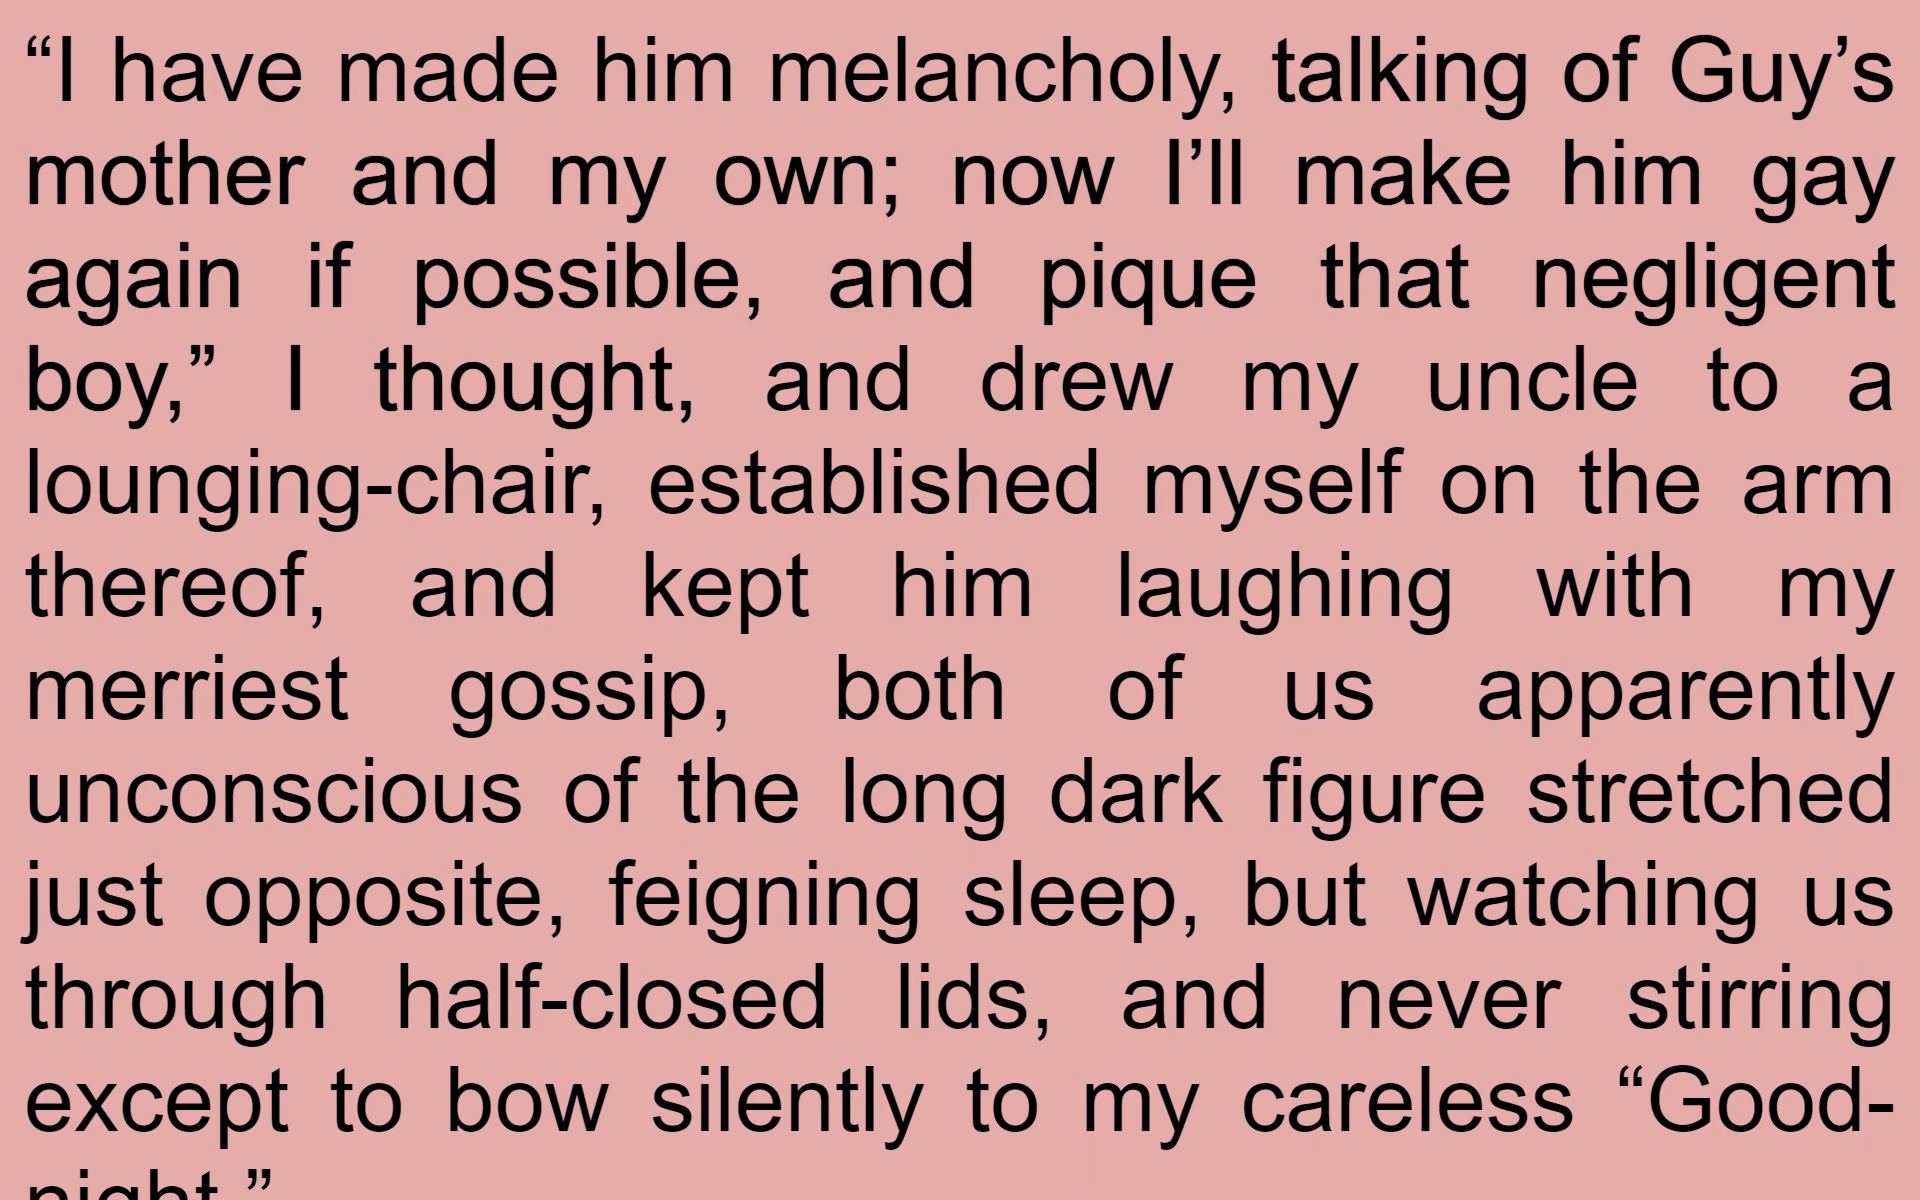 “I have made him melancholy, talking of Guy’s
mother and my own; now I’ll make him gay
again if possible, and pique that negligent
boy,” I thought, and drew my uncle to a
lounging-chair, established myself on the arm
thereof, and kept him laughing with my
merriest gossip, both of us apparently
unconscious of the long dark figure stretched
just opposite, feigning sleep, but watching us
through half-closed lids, and never stirring
except to bow silently to my careless “Good-
night.”